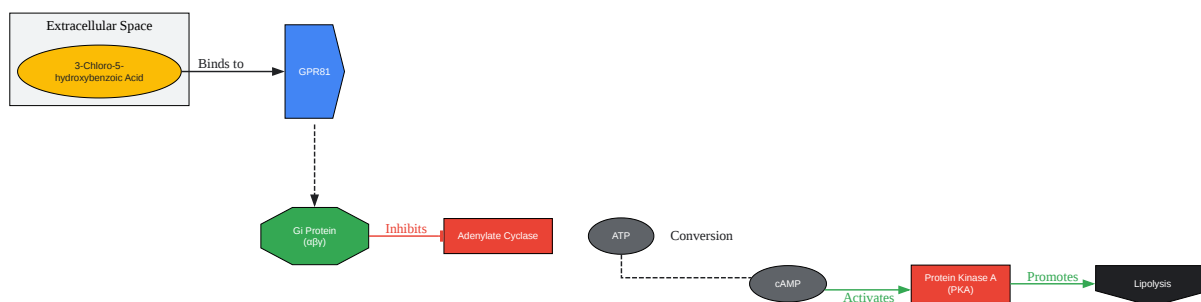 Extracellular Space
3-Chloro-5-
hydroxybenzoic Acid
Binds to
GPR81
Gi Protein
(αβγ)
Inhibits
Adenylate Cyclase
ATP
Conversion
cAMP
Activates
Protein Kinase A
(PKA)
Promotes
Lipolysis